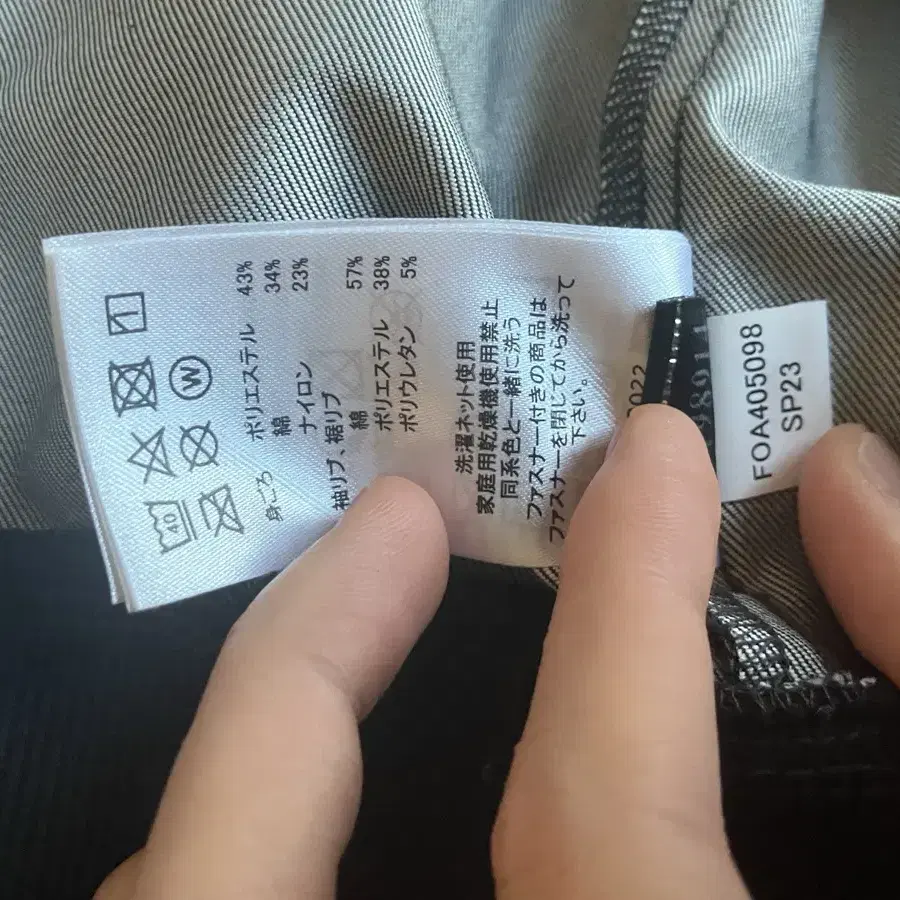 40
W
1
身ごろ
ポリエステル 43%
綿 34%
ナイロン 23%
袖リブ、裾リブ
綿 57%
ポリエステル 38%
ポリウレタン 5%
洗濯ネット使用
家庭用乾燥機使用禁止
同系色と一緒に洗う
ファスナー付きの商品は
ファスナーを閉じてから洗って
下さい。
2022
FOA405098
SP23